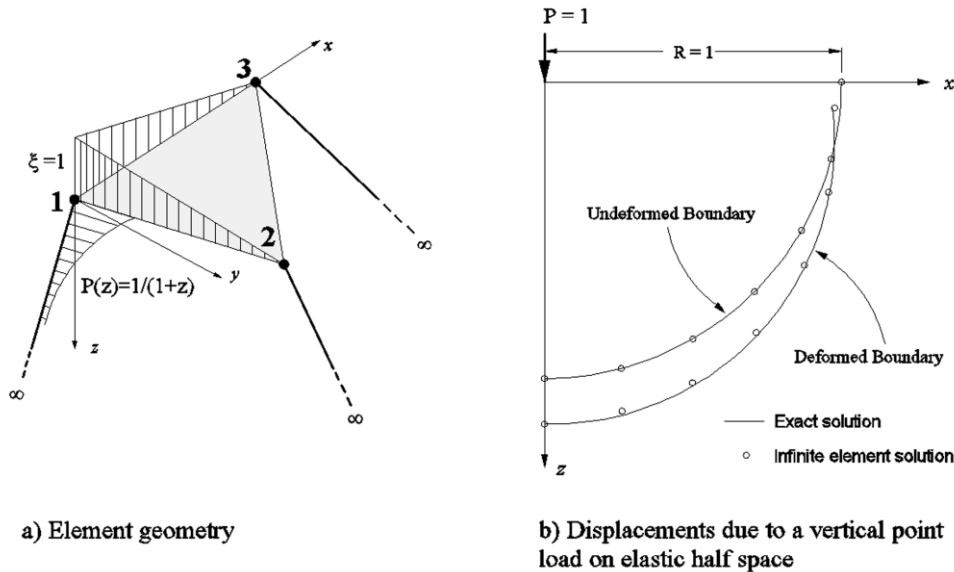 x
3
ξ =1
1
2
∞
P(z)=1/(1+z)
y
z
∞
∞
a) Element geometry
P = 1
R = 1
x
Undeformed Boundary
Deformed Boundary
Exact solution
Infinite element solution
z
b) Displacements due to a vertical point
load on elastic half space